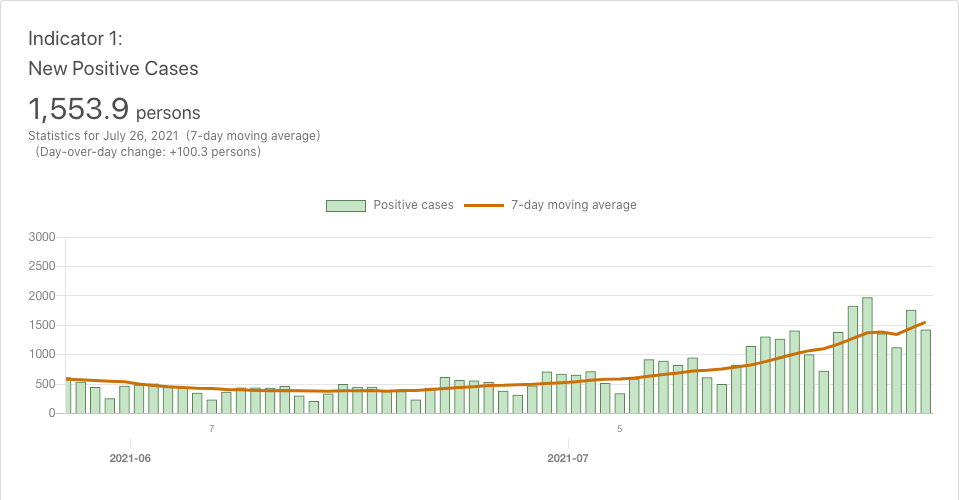 Indicator 1:
New Positive Cases
1,553.9 persons
Statistics for July 26, 2021 (7-day moving average)
(Day-over-day change: +100.3 persons)
Positive cases 7-day moving average
3000
2500
2000
1500
1000
500
0
7 5
2021-06 2021-07